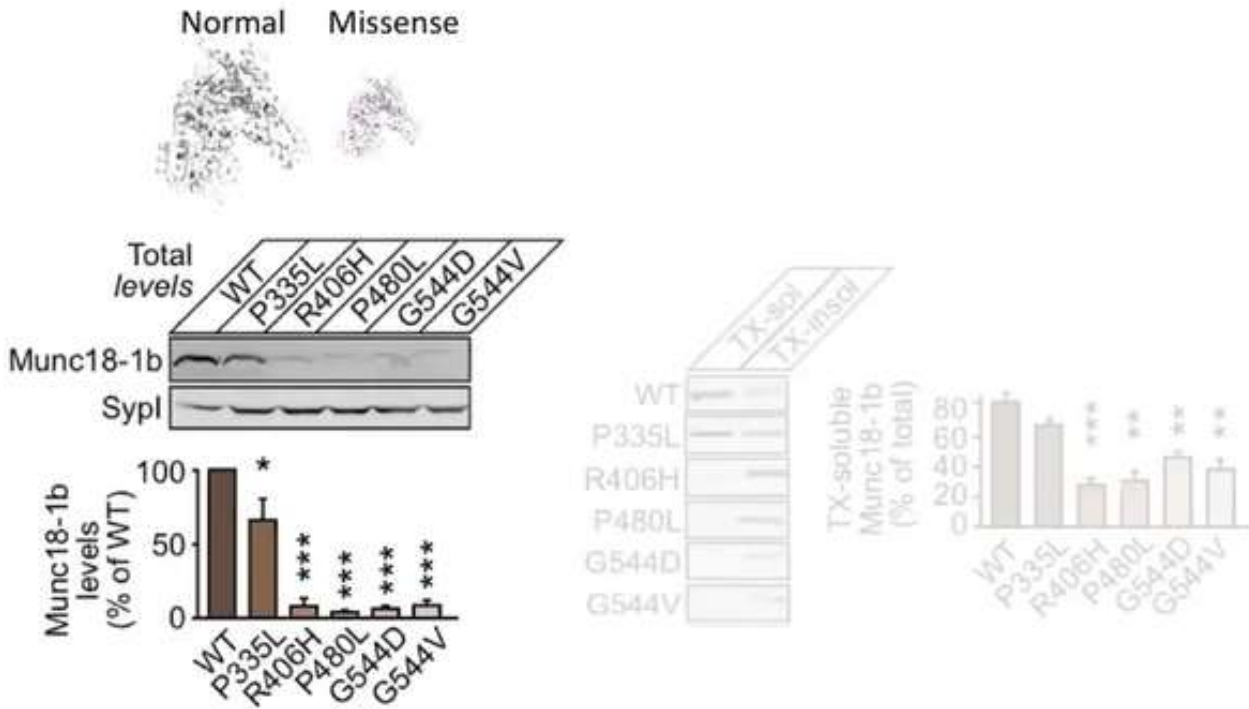 Normal Missense
Total
levels
WT P335L R406H P480L G544D G544V
Munc18-1b
Sypl
Munc18-1b
levels
(% of WT)
100
50
0
* *** *** *** ***
WT P335L R406H P480L G544D G544V
TX-sol TX-insol
WT
P335L
R406H
P480L
G544D
G544V
TX-soluble
Munc18-1b
(% of total)
80
60
40
20
0
*** ** ** **
WT P335L R406H P480L G544D G544V